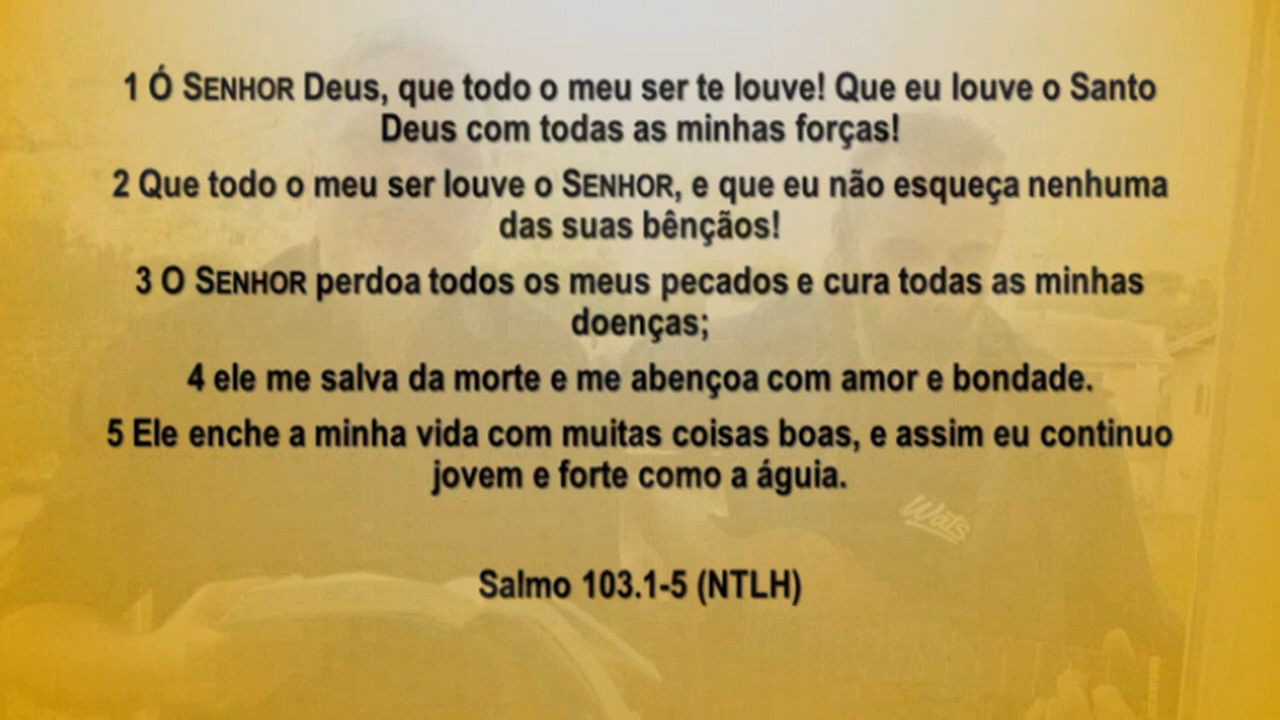 1 Ó SENHOR Deus, que todo o meu ser te louve! Que eu louve o Santo
Deus com todas as minhas forças!
2 Que todo o meu ser louve o SENHOR, e que eu não esqueça nenhuma
das suas bênçãos!
3 O SENHOR perdoa todos os meus pecados e cura todas as minhas
doenças;
4 ele me salva da morte e me abençoa com amor e bondade.
5 Ele enche a minha vida com muitas coisas boas, e assim eu continuo
jovem e forte como a águia.
Wats
Salmo 103.1-5 (NTLH)